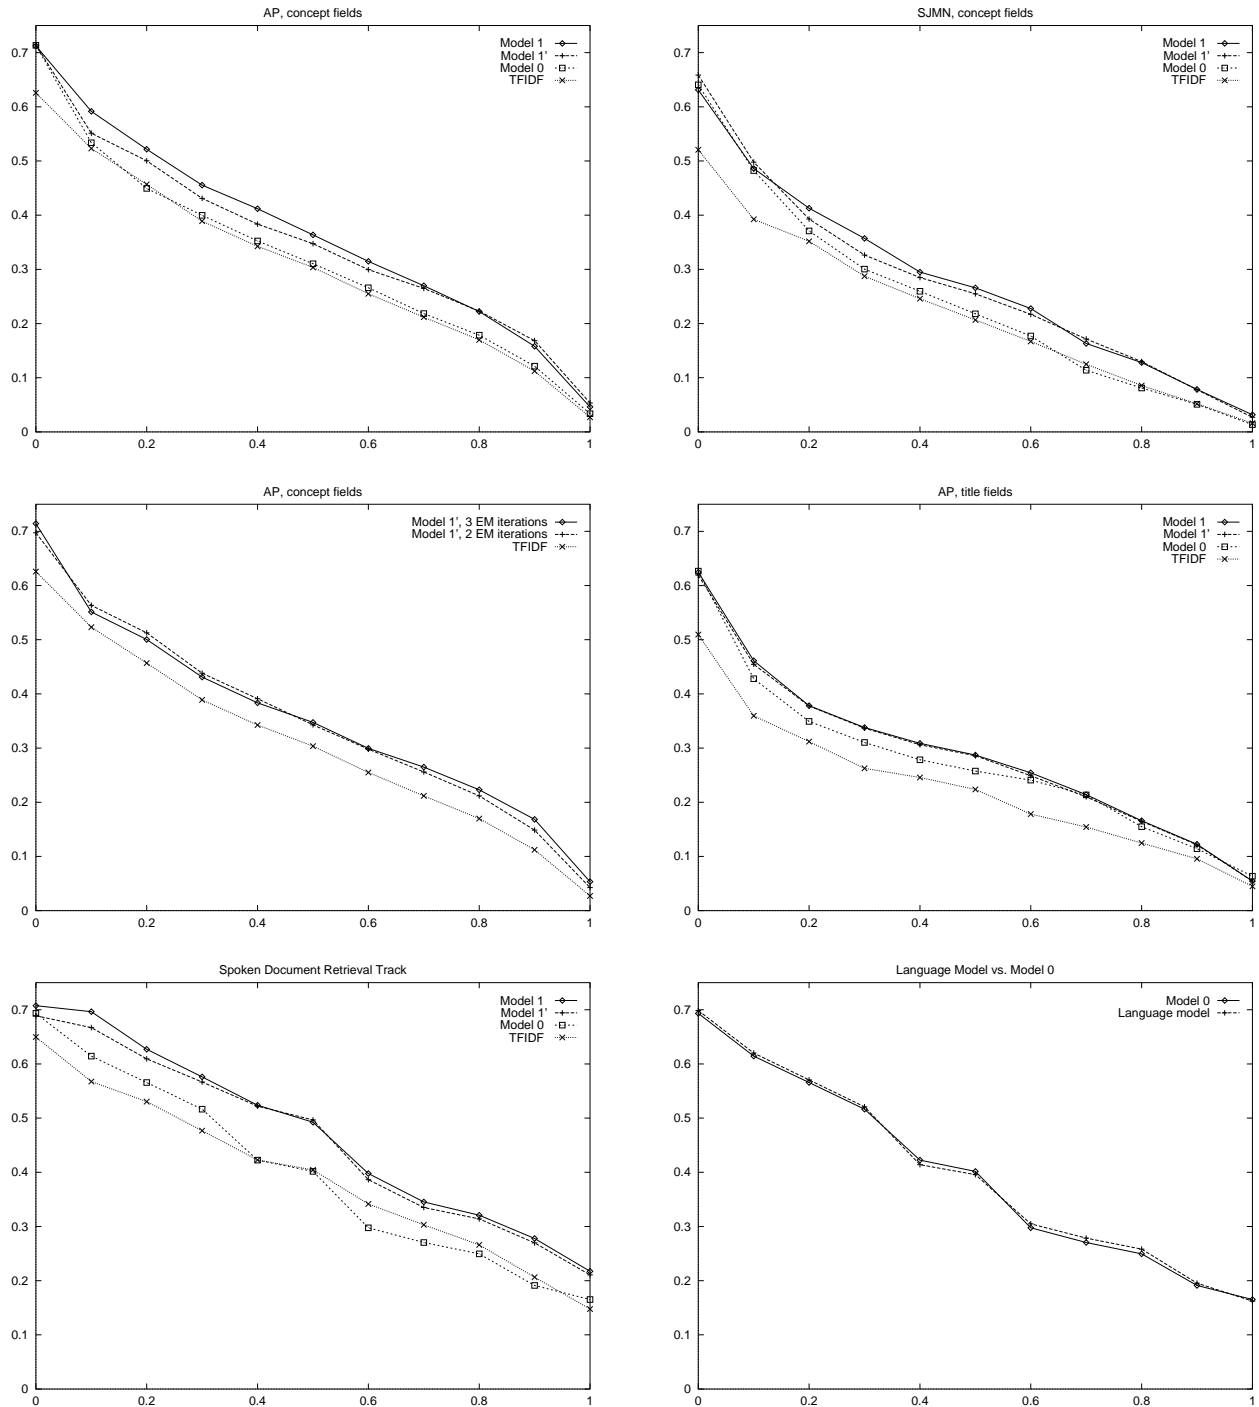 AP, concept fields
Model 1
Model 1'
Model 0
TFIDF
0.7
0.6
0.5
0.4
0.3
0.2
0.1
0
0 0.2 0.4 0.6 0.8 1
SJMN, concept fields
Model 1
Model 1'
Model 0
TFIDF
0.7
0.6
0.5
0.4
0.3
0.2
0.1
0
0 0.2 0.4 0.6 0.8 1
AP, concept fields
Model 1', 3 EM iterations
Model 1', 2 EM iterations
TFIDF
0.7
0.6
0.5
0.4
0.3
0.2
0.1
0
0 0.2 0.4 0.6 0.8 1
AP, title fields
Model 1
Model 1'
Model 0
TFIDF
0.7
0.6
0.5
0.4
0.3
0.2
0.1
0
0 0.2 0.4 0.6 0.8 1
Spoken Document Retrieval Track
Model 1
Model 1'
Model 0
TFIDF
0.7
0.6
0.5
0.4
0.3
0.2
0.1
0
0 0.2 0.4 0.6 0.8 1
Language Model vs. Model 0
Model 0
Language model
0.7
0.6
0.5
0.4
0.3
0.2
0.1
0
0 0.2 0.4 0.6 0.8 1